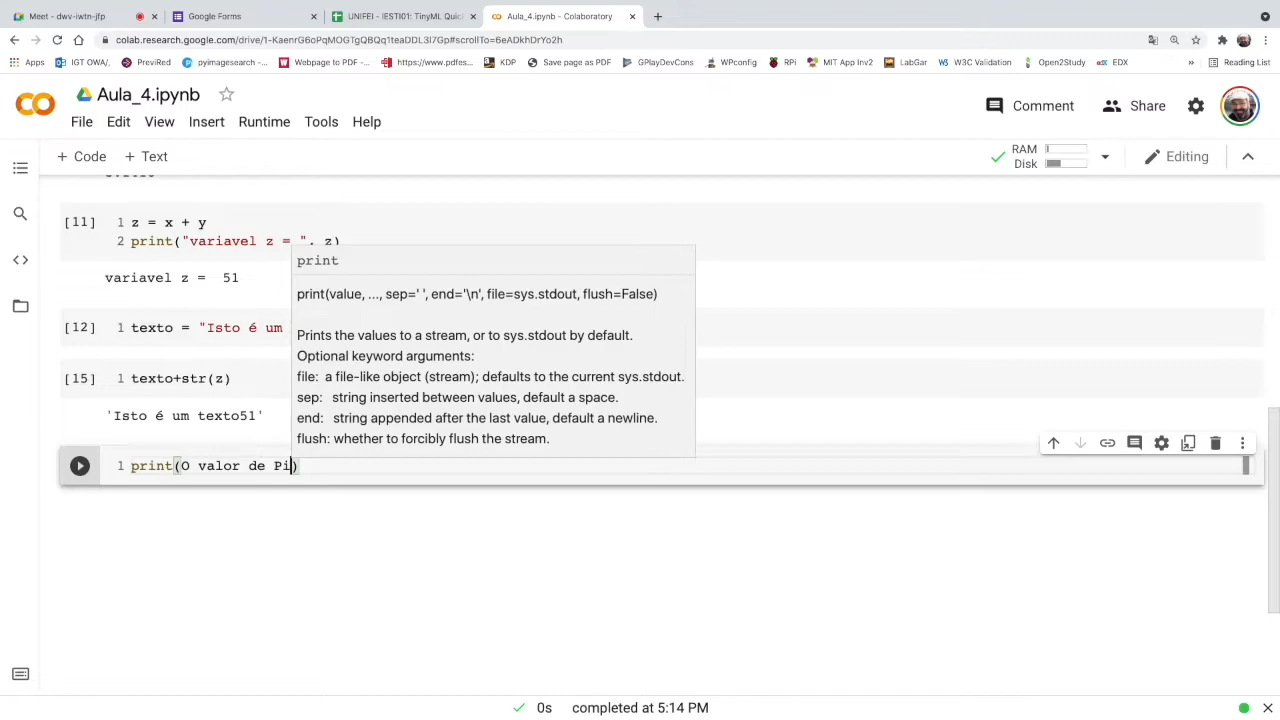 Meet - dwv-iwtn-jfp
Google Forms
UNIFEI - IESTI01: TinyML Quic
Aula_4.ipynb - Colaboratory
colab.research.google.com/drive/1-KaenrG6oPqMOGTgQBQq1teaDDL3I7Gp#scrollTo=6eADkhDrYo2h
Apps
IGT OWA/,
PreviRed
pyimagesearch -...
Webpage to PDF -...
https://www.pdfes...
KDP
Save page as PDF
GPlayDevCons
WPconfig
RPi
MIT App Inv2
LabGar
W3C Validation
Open2Study
EDX
»
Reading List
Aula_4.ipynb
Comment
Share
File Edit View Insert Runtime Tools Help
+ Code + Text
RAM
Disk
Editing
[11] 1 z = x + y
2 print("variavel z = ", z)
variavel z =  51
print
print(value, ..., sep=' ', end='\n', file=sys.stdout, flush=False)
Prints the values to a stream, or to sys.stdout by default.
Optional keyword arguments:
file: a file-like object (stream); defaults to the current sys.stdout.
sep: string inserted between values, default a space.
end: string appended after the last value, default a newline.
flush: whether to forcibly flush the stream.
[12] 1 texto = "Isto é um
[15] 1 texto+str(z)
'Isto é um texto51'
1 print(O valor de Pi)
0s completed at 5:14 PM